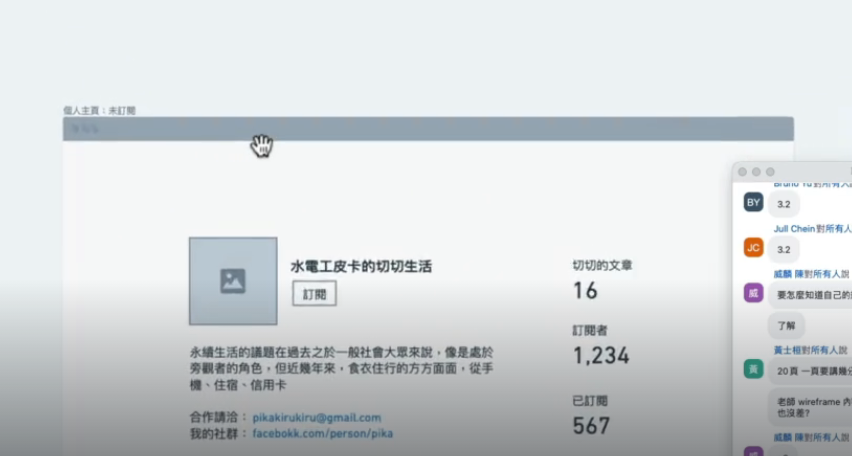 個人主頁：未訂閱
水電工皮卡的切切生活
訂閱
永續生活的議題在過去之於一般社會大眾來說，像是處於
旁觀者的角色，但近幾年來，食衣住行的方方面面，從手
機、住宿、信用卡
合作請洽： pikakirukiru@gmail.com
我的社群： facebokk.com/person/pika
切切的文章
16
訂閱者
1,234
已訂閱
567
Bruno Yu對所有人
BY
3.2
Jull Chein對所有人
JC
3.2
威麟 陳對所有人說
威
要怎麼知道自己的
了解
黃士桓對所有人說
黃
20頁 一頁要講幾
老師 wireframe 內
也沒差?
威麟 陳對所有人說